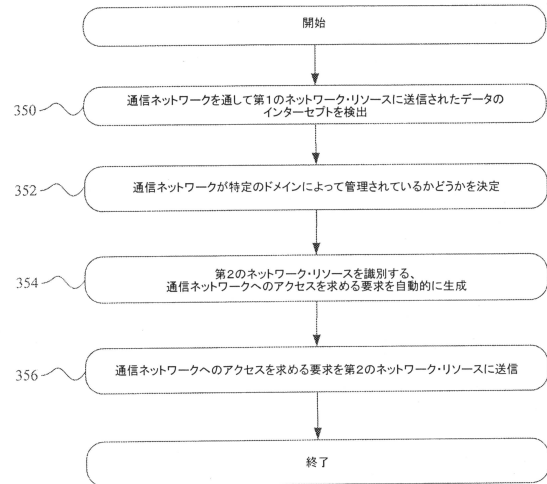 開始
350
通信ネットワークを通して第1のネットワーク・リソースに送信されたデータの
インターセプトを検出
352
通信ネットワークが特定のドメインによって管理されているかどうかを決定
354
第2のネットワーク・リソースを識別する、
通信ネットワークへのアクセスを求める要求を自動的に生成
356
通信ネットワークへのアクセスを求める要求を第2のネットワーク・リソースに送信
終了